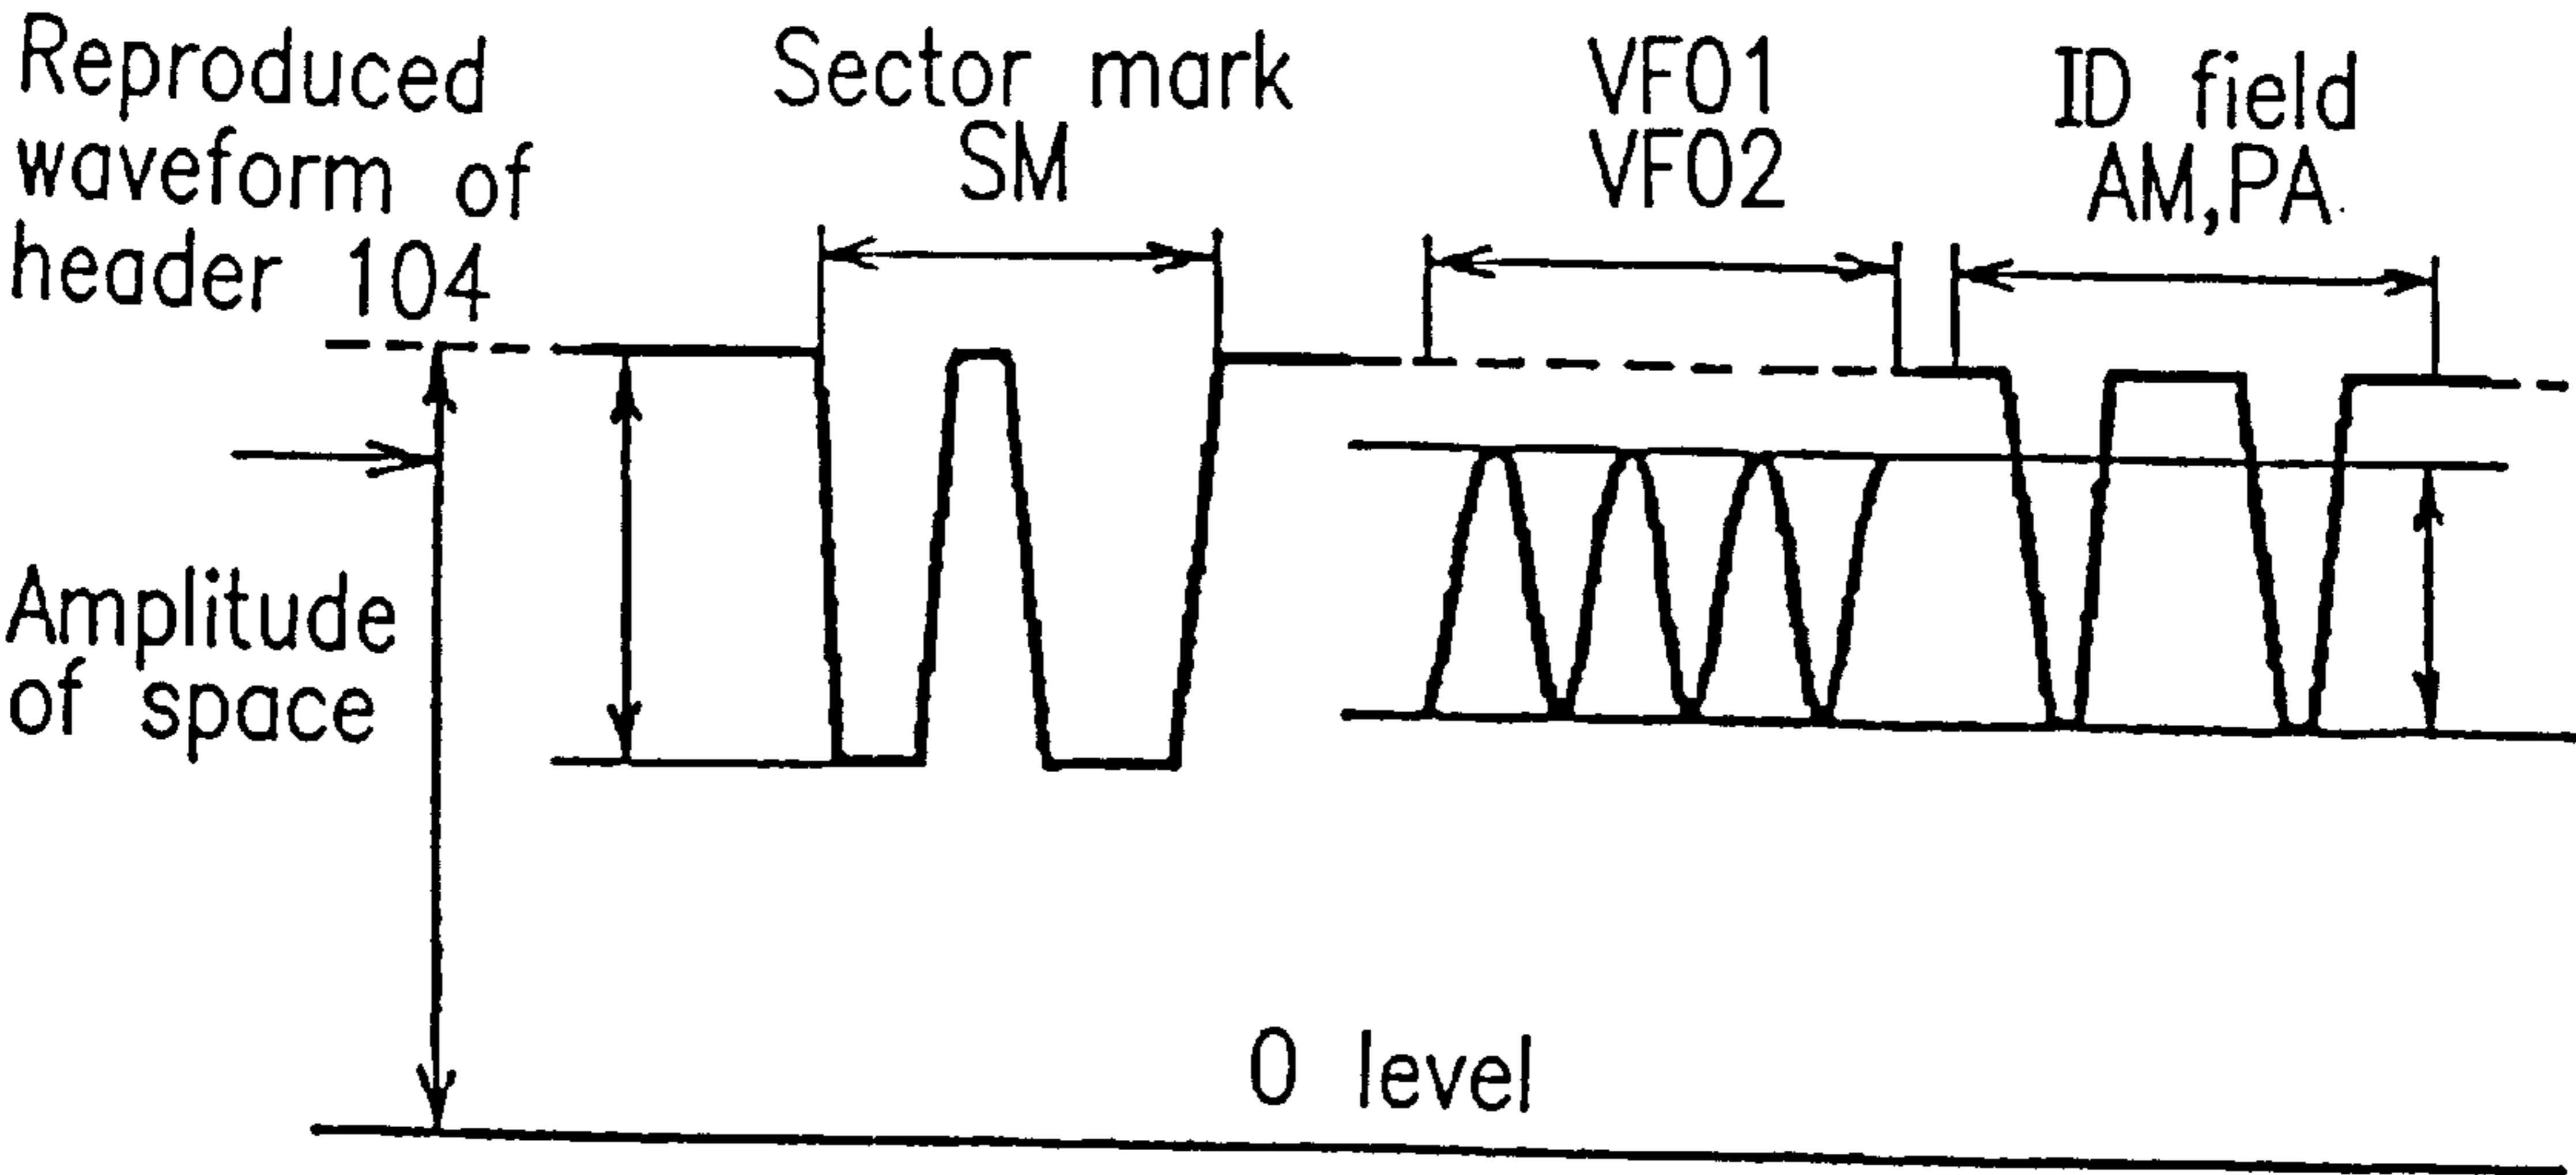 Reproduced
waveform of
header 104
Sector mark
SM
VFO1
VFO2
ID field
AM,PA
Amplitude
of space
0 level